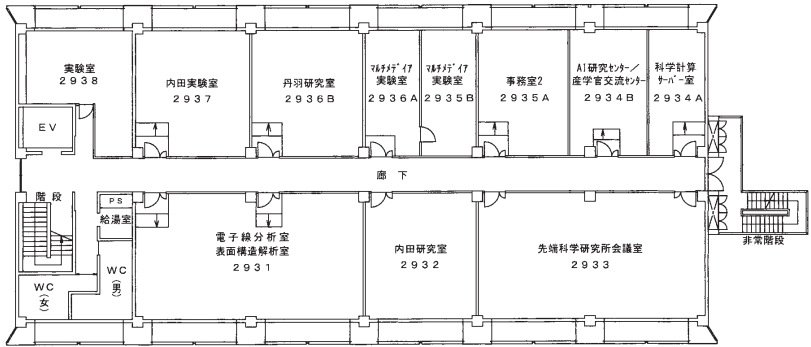 実験室
2938
内田実験室
2937
丹羽研究室
2936B
ﾏﾙﾁﾒﾃﾞｨｱ
実験室
2936A
ﾏﾙﾁﾒﾃﾞｨｱ
実験室
2935B
事務室2
2935A
AI研究ｾﾝﾀｰ/
産学官交流ｾﾝﾀｰ
2934B
科学計算
ｻｰﾊﾞｰ室
2934A
EV
廊下
階段
PS
給湯室
WC
(男)
WC
(女)
電子線分析室
表面構造解析室
2931
内田研究室
2932
先端科学研究所会議室
2933
非常階段